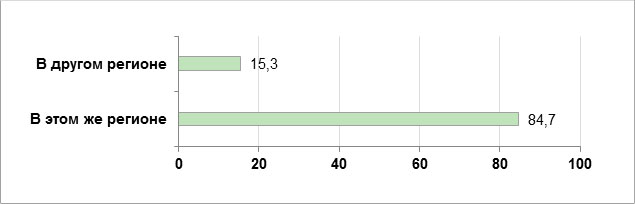 В другом регионе 15,3
В этом же регионе 84,7
0 20 40 60 80 100